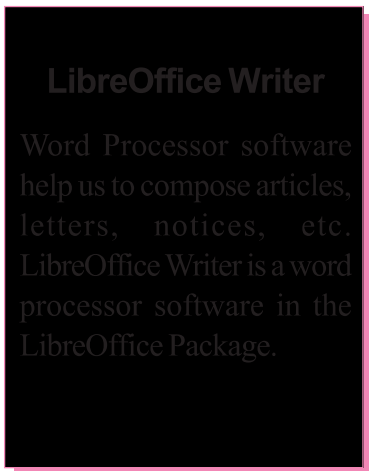 LibreOffice Writer
Word Processor software
help us to compose articles,
letters, notices, etc.
LibreOffice Writer is a word
processor software in the
LibreOffice Package.